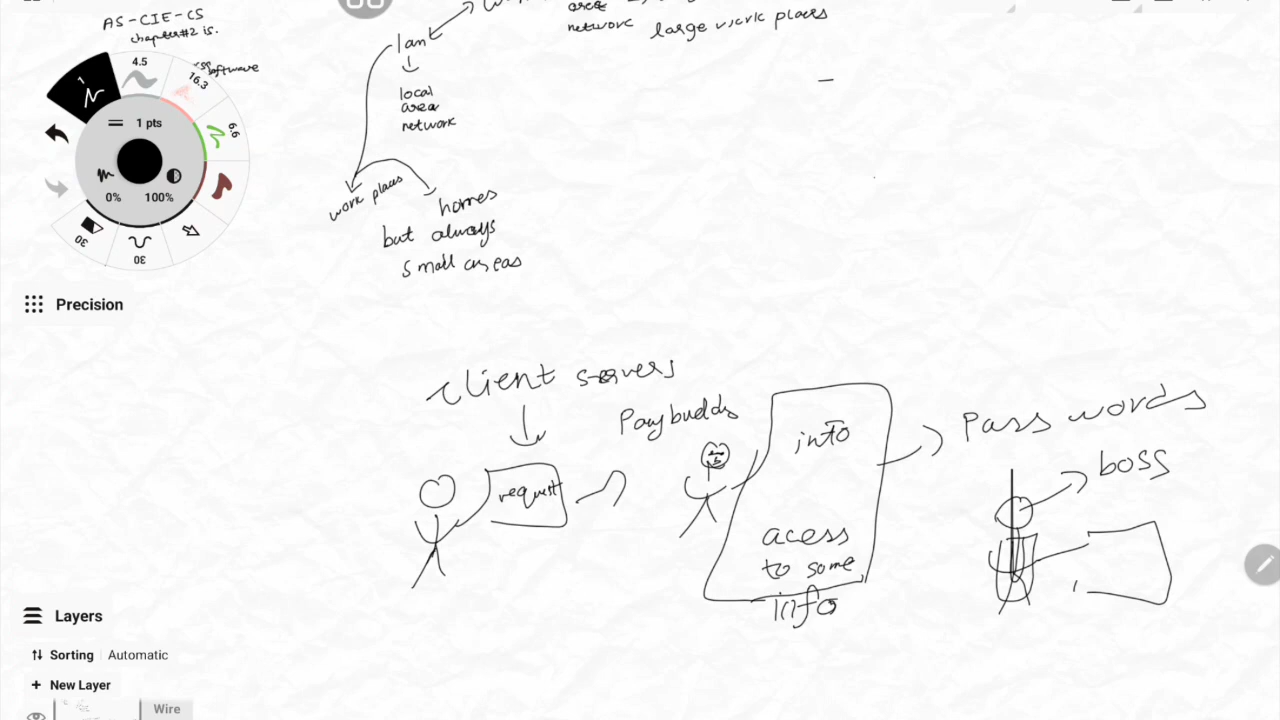 AS-CIE-CS
chapter#2 is.
software
4.5
16.3
6.6
1
1 pts
0%
100%
30
30
Precision
Layers
Sorting
Automatic
+ New Layer
Wire
area
network
large work places
lan
local
area
network
work places
homes
but always
small areas
client servers
request
info
acess
to some
info
Pass words
boss